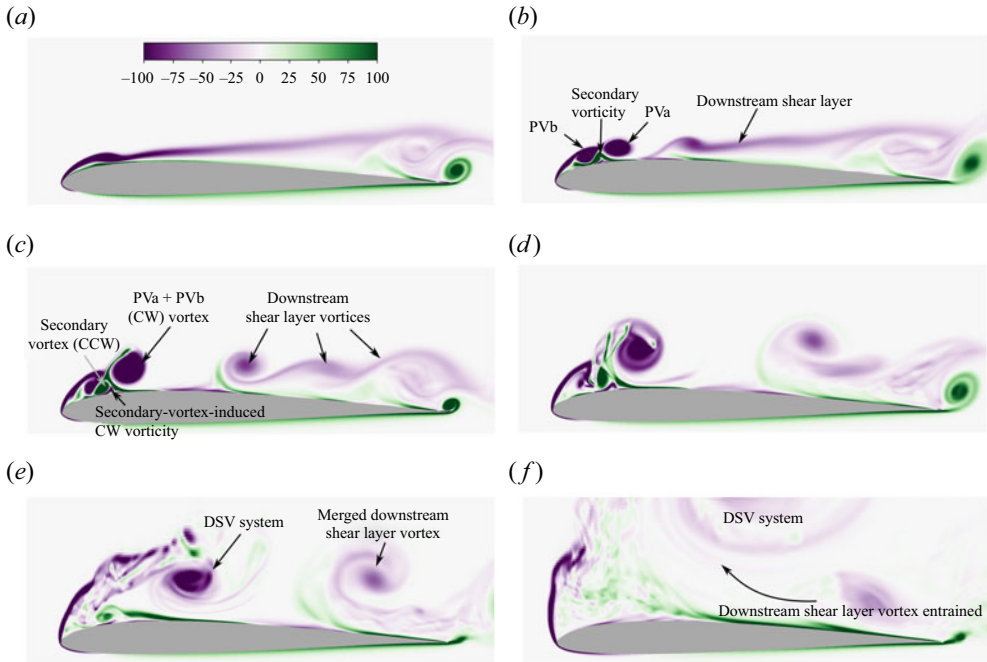 (a)
–100 –75 –50 –25 0 25 50 75 100
(b)
Secondary
vorticity
PVb
PVa
Downstream shear layer
(c)
PVa + PVb
(CW) vortex
Downstream
shear layer vortices
Secondary
vortex (CCW)
Secondary-vortex-induced
CW vorticity
(d)
(e)
DSV system
Merged downstream
shear layer vortex
(f)
DSV system
Downstream shear layer vortex entrained